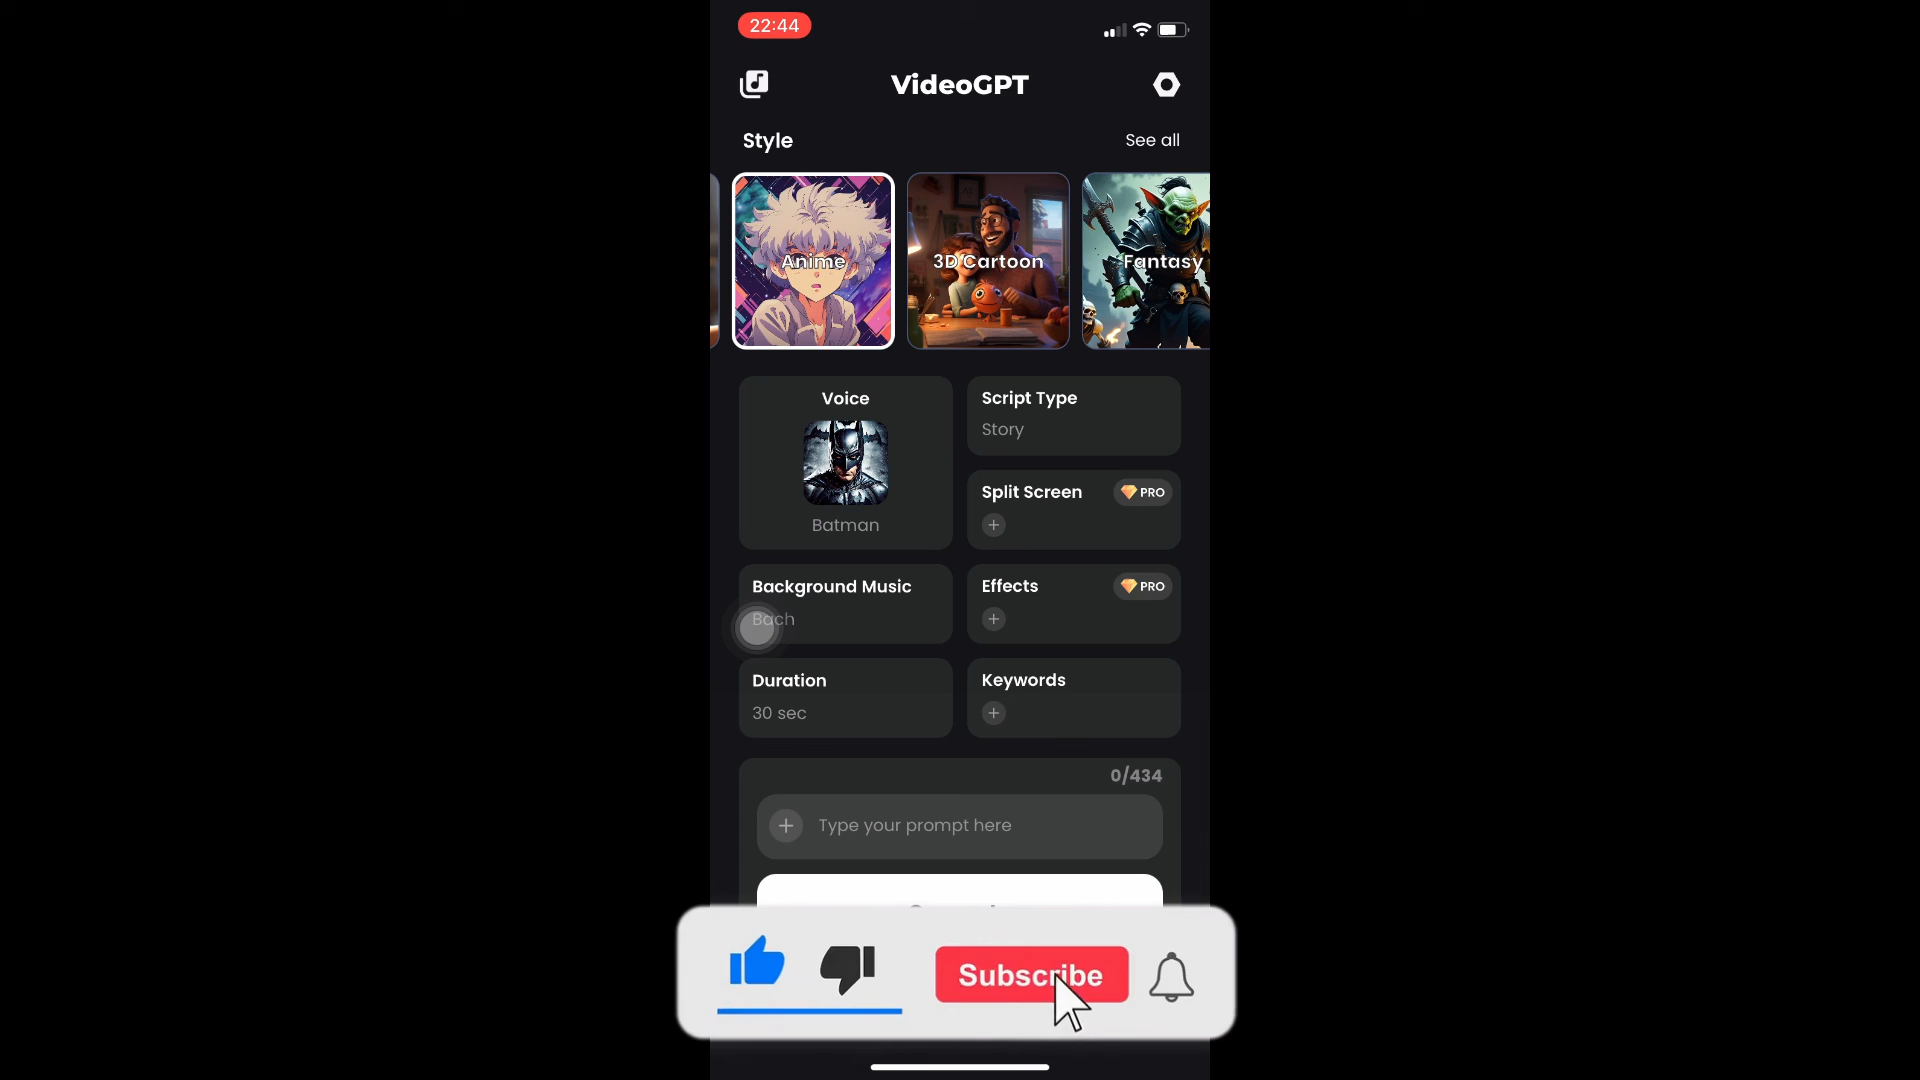 22:44
VideoGPT
Style
See all
Anime
3D Cartoon
Fantasy
Voice
Batman
Script Type
Story
Split Screen
PRO
Background Music
Bach
Effects
PRO
Duration
30 sec
Keywords
0/434
Type your prompt here
Subscribe